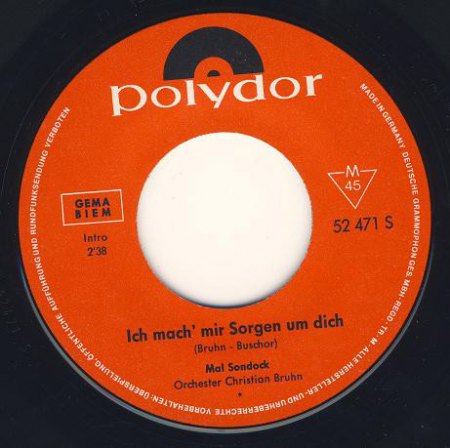 polydor
GEMA
BIEM
M
45
Intro
2'38
52 471 S
Ich mach' mir Sorgen um dich
(Bruhn - Buschor)
Mal Sondock
Orchester Christian Bruhn
MADE IN GERMANY. DEUTSCHE GRAMMOPHON GES. MBH · REGD. TR. M. ALLE HERSTELLER- UND URHEBERRECHTE VORBEHALTEN; ÜBERSPIELUNG, ÖFFENTLICHE AUFFÜHRUNG UND RUNDFUNKSENDUNG VERBOTEN